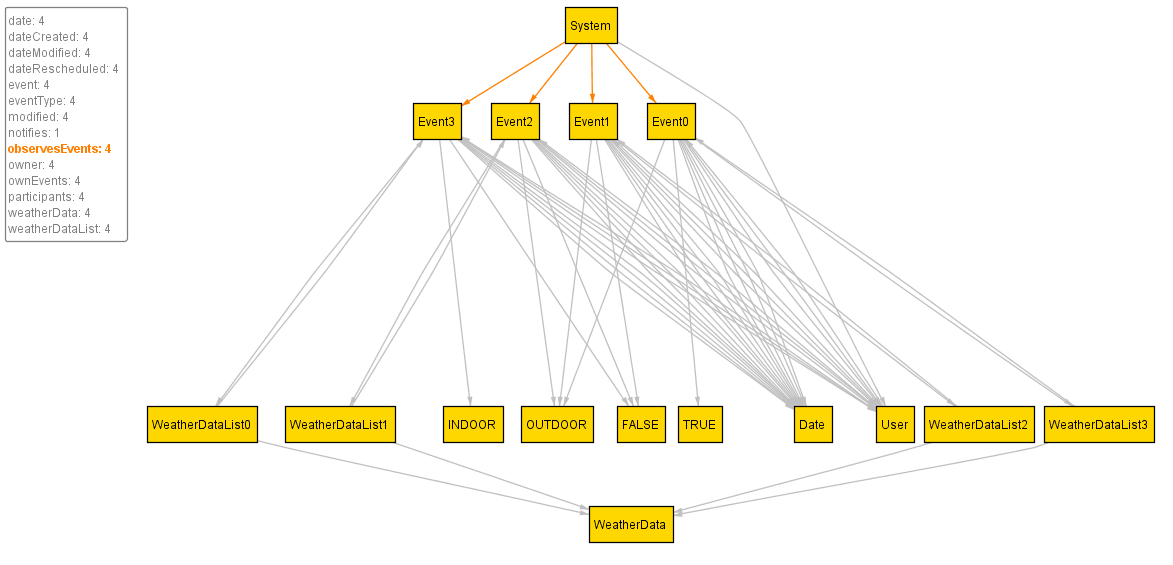 date: 4
dateCreated: 4
dateModified: 4
dateRescheduled: 4
event: 4
eventType: 4
modified: 4
notifies: 1
observesEvents: 4
owner: 4
ownEvents: 4
participants: 4
weatherData: 4
weatherDataList: 4
System
Event3
Event2
Event1
Event0
WeatherDataList0
WeatherDataList1
INDOOR
OUTDOOR
FALSE
TRUE
Date
User
WeatherDataList2
WeatherDataList3
WeatherData